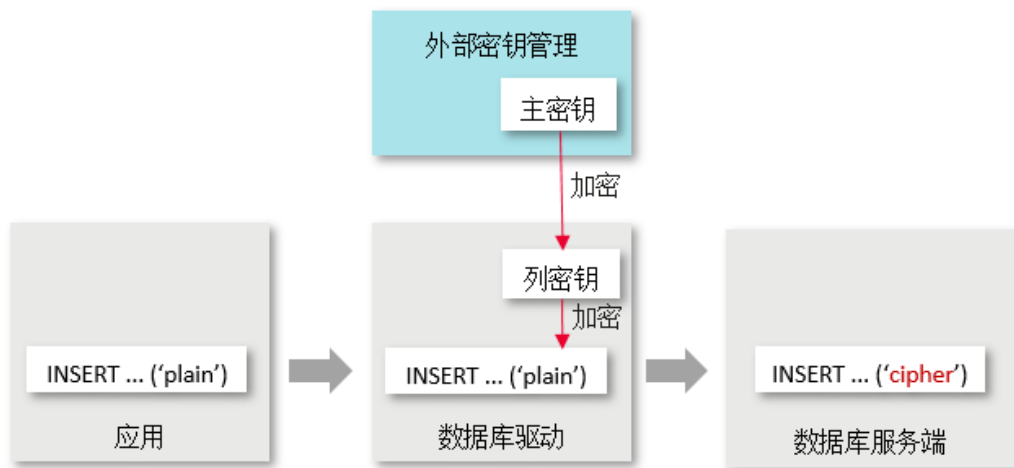 外部密钥管理
主密钥
加密
列密钥
加密
INSERT ... (‘plain’)
应用
INSERT ... (‘plain’)
数据库驱动
INSERT ... (‘cipher’)
数据库服务端